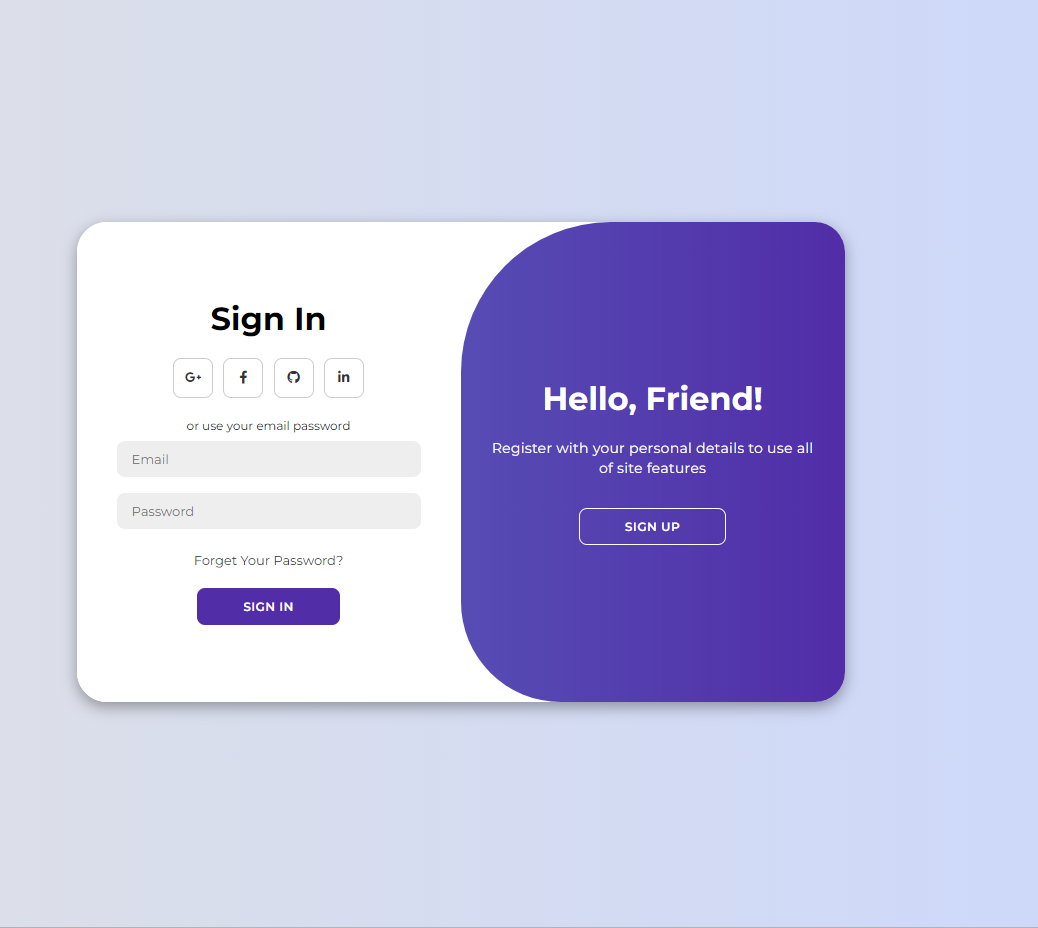 Sign In
G+
f
in
or use your email password
Email
Password
Forget Your Password?
SIGN IN
Hello, Friend!
Register with your personal details to use all
of site features
SIGN UP